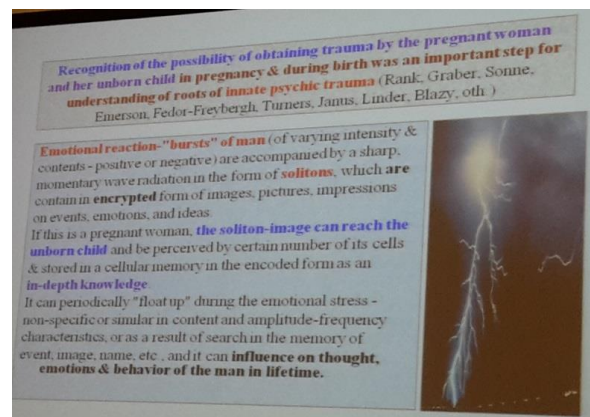 Recognition of the possibility of obtaining trauma by the pregnant woman
and her unborn child in pregnancy & during birth was an important step for
understanding of roots of innate psychic trauma (Rank, Graber, Sonne,
Emerson, Fedor-Freybergh, Turners, Janus, Linder, Blazy, oth.)
Emotional reaction-"bursts" of man (of varying intensity &
contents - positive or negative) are accompanied by a sharp,
momentary wave radiation in the form of solitons, which are
contain in encrypted form of images, pictures, impressions
on events, emotions, and ideas.
If this is a pregnant woman, the soliton-image can reach the
unborn child and be perceived by certain number of its cells
& stored in a cellular memory in the encoded form as an
in-depth knowledge.
It can periodically "float up" during the emotional stress -
non-specific or similar in content and amplitude-frequency
characteristics, or as a result of search in the memory of
event, image, name, etc., and it can influence on thought,
emotions & behavior of the man in lifetime.